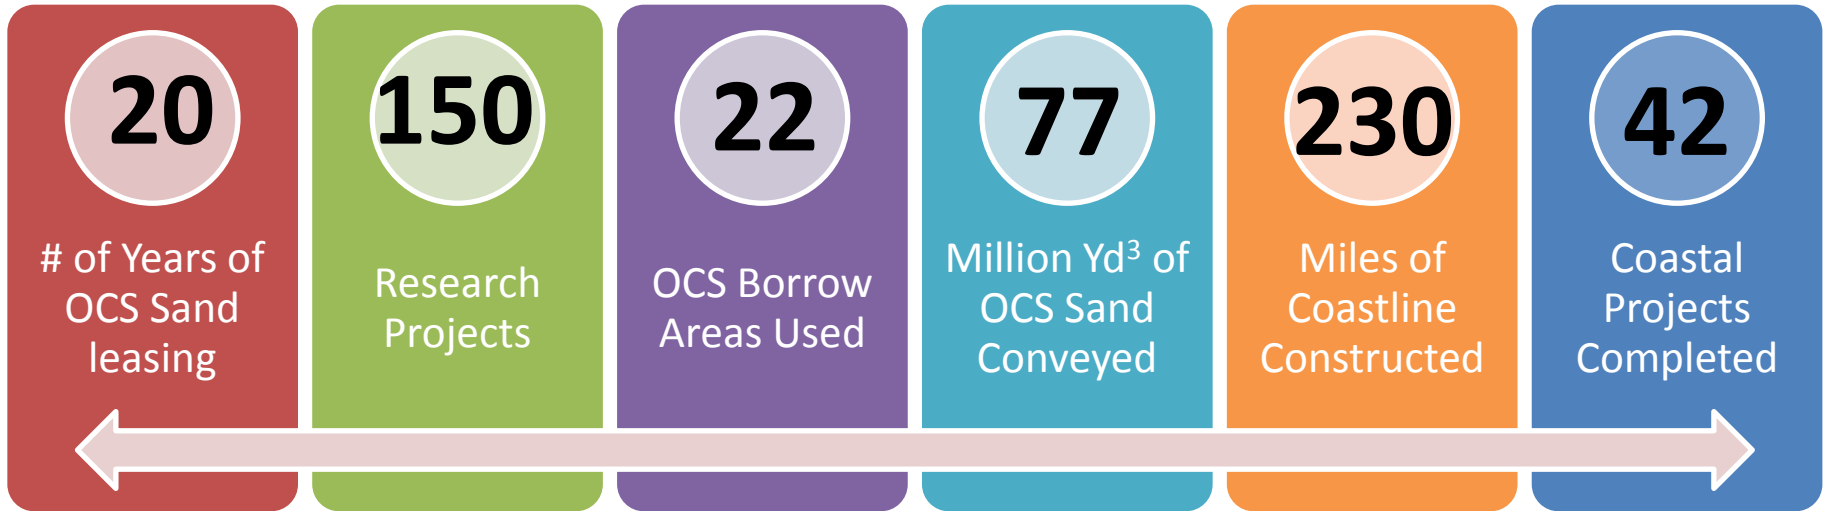 20
# of Years of
OCS Sand
leasing
150
Research
Projects
22
OCS Borrow
Areas Used
77
Million Yd³ of
OCS Sand
Conveyed
230
Miles of
Coastline
Constructed
42
Coastal
Projects
Completed